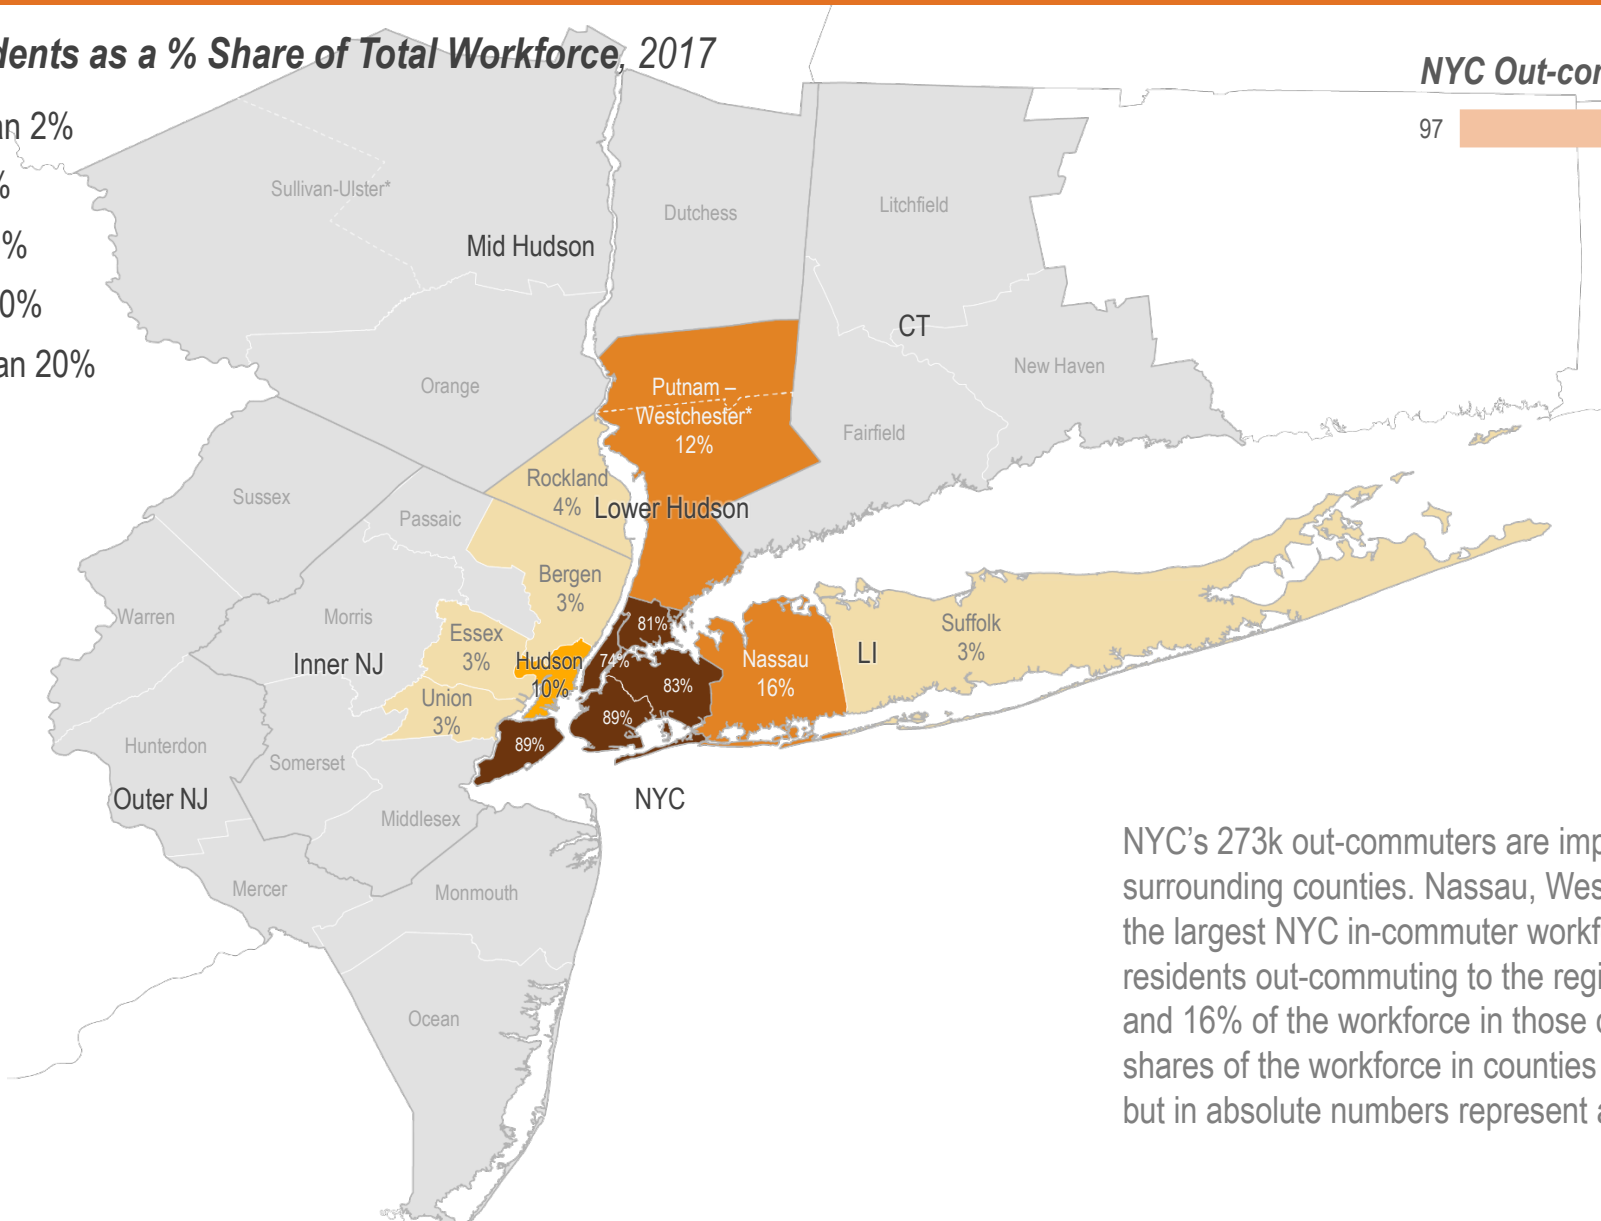 dents as a % Share of Total Workforce, 2017
an 2%
%
%
0%
an 20%
NYC Out-con
97
Sullivan-Ulster*
Mid Hudson
Dutchess
Litchfield
CT
New Haven
Orange
Putnam –
Westchester*
12%
Fairfield
Rockland
4%
Lower Hudson
Sussex
Passaic
Bergen
3%
Warren
Morris
Essex
3%
Inner NJ
Hudson
10%
81%
74%
83%
89%
89%
Nassau
16%
LI
Suffolk
3%
Union
3%
Hunterdon
Somerset
Outer NJ
Middlesex
NYC
Mercer
Monmouth
Ocean
NYC’s 273k out-commuters are imp
surrounding counties. Nassau, Wes
the largest NYC in-commuter workf
residents out-commuting to the regi
and 16% of the workforce in those c
shares of the workforce in counties
but in absolute numbers represent a